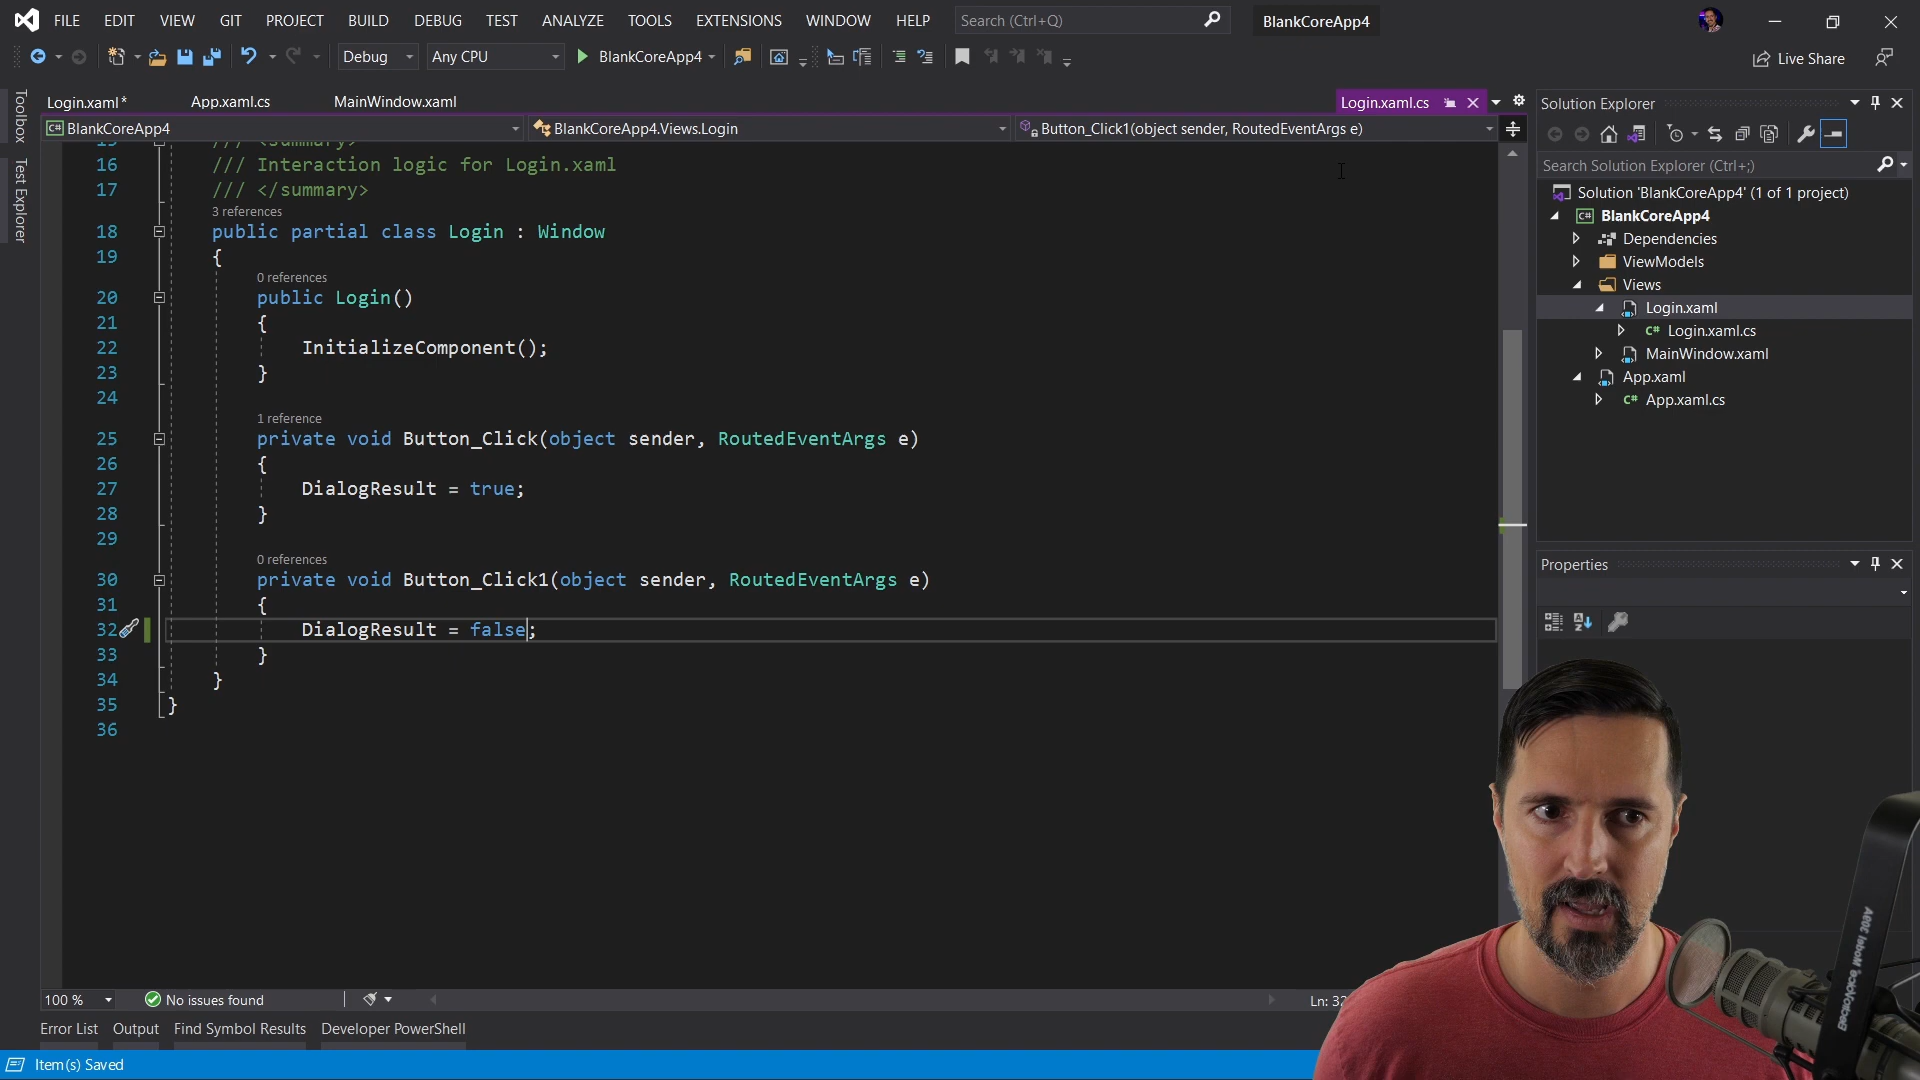 FILE EDIT VIEW GIT PROJECT BUILD DEBUG TEST ANALYZE TOOLS EXTENSIONS WINDOW HELP Search (Ctrl+Q) BlankCoreApp4
Debug Any CPU BlankCoreApp4 Live Share
Toolbox
Test Explorer
Login.xaml* App.xaml.cs MainWindow.xaml Login.xaml.cs
BlankCoreApp4 BlankCoreApp4.Views.Login Button_Click1(object sender, RoutedEventArgs e)
15 /// <summary>
16 /// Interaction logic for Login.xaml
17 /// </summary>
3 references
18 public partial class Login : Window
19 {
0 references
20 public Login()
21 {
22 InitializeComponent();
23 }
24
1 reference
25 private void Button_Click(object sender, RoutedEventArgs e)
26 {
27 DialogResult = true;
28 }
29
0 references
30 private void Button_Click1(object sender, RoutedEventArgs e)
31 {
32 DialogResult = false;
33 }
34 }
35 }
36
100 % No issues found Ln: 32
Error List Output Find Symbol Results Developer PowerShell
Item(s) Saved
Solution Explorer
Search Solution Explorer (Ctrl+;)
Solution 'BlankCoreApp4' (1 of 1 project)
BlankCoreApp4
Dependencies
ViewModels
Views
Login.xaml
Login.xaml.cs
MainWindow.xaml
App.xaml
App.xaml.cs
Properties